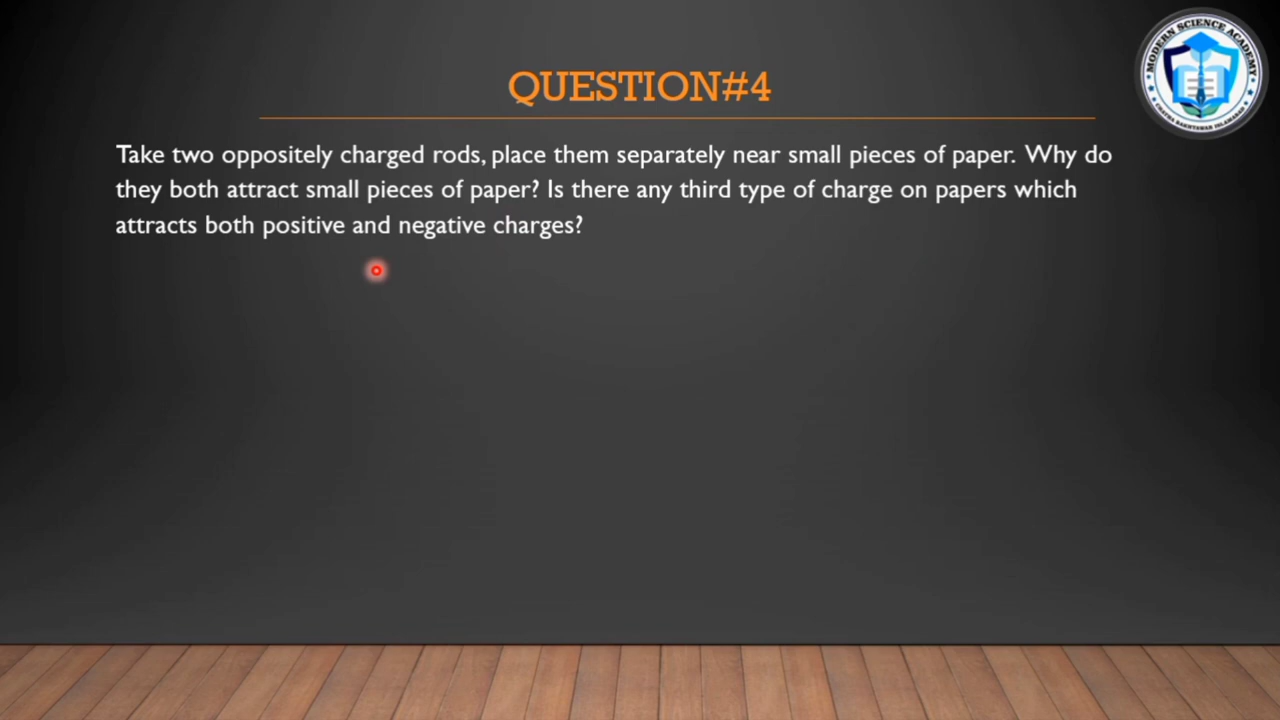 QUESTION#4
Take two oppositely charged rods, place them separately near small pieces of paper. Why do
they both attract small pieces of paper? Is there any third type of charge on papers which
attracts both positive and negative charges?
MODERN SCIENCE ACADEMY